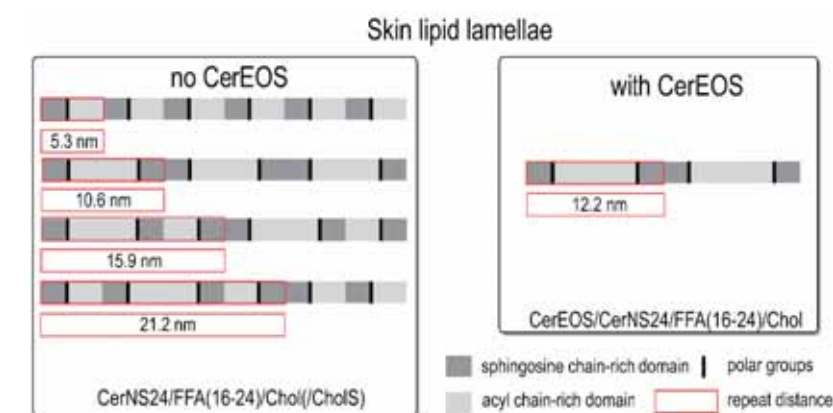 Skin lipid lamellae
no CerEOS
5.3 nm
10.6 nm
15.9 nm
21.2 nm
CerNS24/FFA(16-24)/Chol(/CholS)
with CerEOS
12.2 nm
CerEOS/CerNS24/FFA(16-24)/Chol
sphingosine chain-rich domain
polar groups
acyl chain-rich domain
repeat distance